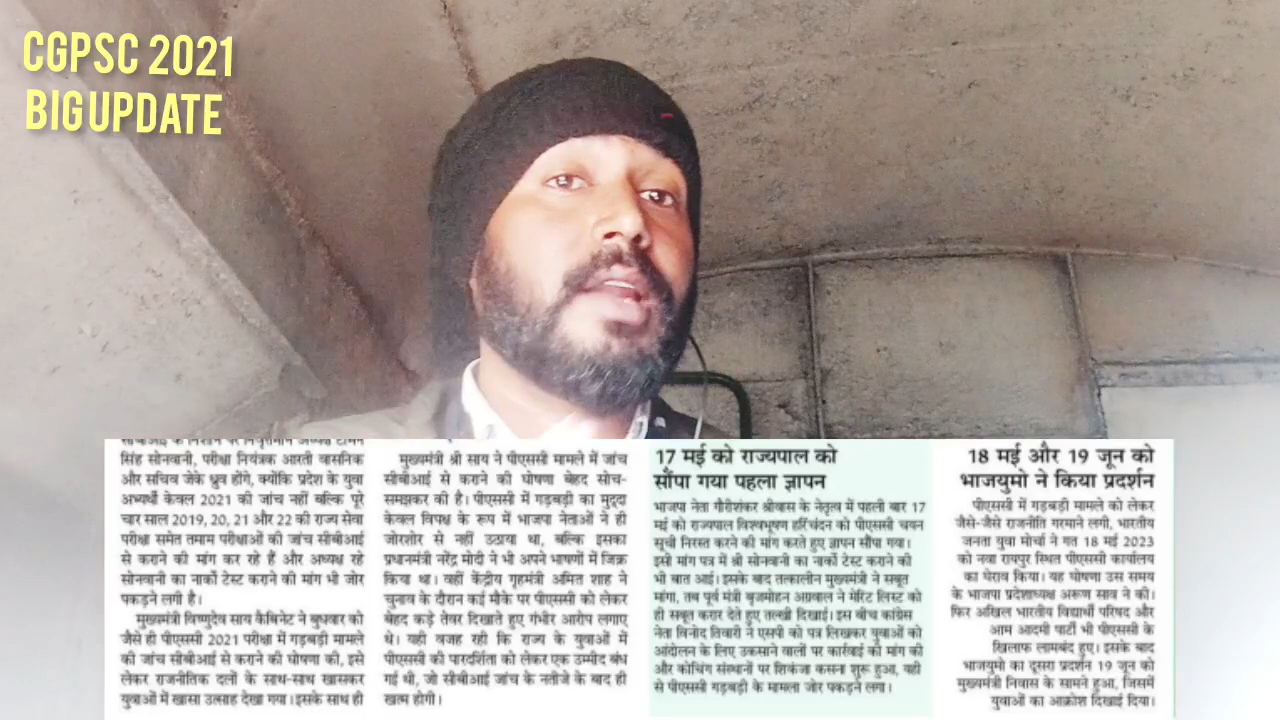 CGPSC 2021
BIG UPDATE
सीबीआई के निशाने पर निवृतमान अध्यक्ष टामन
सिंह सोनवानी, परीक्षा नियंत्रक आरती वासनिक
और सचिव जेके ध्रुव होंगे, क्योंकि प्रदेश के युवा
अभ्यर्थी केवल 2021 की जांच नहीं बल्कि पूरे
चार साल 2019, 20, 21 और 22 की राज्य सेवा
परीक्षा समेत तमाम परीक्षाओं की जांच सीबीआई
से कराने की मांग कर रहे हैं और अध्यक्ष रहे
सोनवानी का नार्को टेस्ट कराने की मांग भी जोर
पकड़ने लगी है।
मुख्यमंत्री विष्णुदेव साय कैबिनेट ने बुधवार को
जैसे ही पीएससी 2021 परीक्षा में गड़बड़ी मामले
की जांच सीबीआई से कराने की घोषणा की, इसे
लेकर राजनीतिक दलों के साथ-साथ खासकर
युवाओं में खासा उत्साह देखा गया। इसके साथ ही
मुख्यमंत्री श्री साय ने पीएससी मामले में जांच
सीबीआई से कराने की घोषणा बेहद सोच-
समझकर की है। पीएससी में गड़बड़ी का मुद्दा
केवल विपक्ष के रूप में भाजपा नेताओं ने ही
जोरशोर से नहीं उठाया था, बल्कि इसका
प्रधानमंत्री नरेंद्र मोदी ने भी अपने भाषणों में जिक्र
किया था। वहीं केंद्रीय गृहमंत्री अमित शाह ने
चुनाव के दौरान कई मौके पर पीएससी को लेकर
बेहद कड़े तेवर दिखाते हुए गंभीर आरोप लगाए
थे। यही वजह रही कि राज्य के युवाओं में
पीएससी की पारदर्शिता को लेकर एक उम्मीद बंध
गई थी, जो सीबीआई जांच के नतीजे के बाद ही
खत्म होगी।
17 मई को राज्यपाल को
सौंपा गया पहला ज्ञापन
भाजपा नेता गौरीशंकर श्रीवास के नेतृत्व में पहली बार 17
मई को राज्यपाल विश्वभूषण हरिचंदन को पीएससी चयन
सूची निरस्त करने की मांग करते हुए ज्ञापन सौंपा गया।
इसी मांग पत्र में श्री सोनवानी का नार्को टेस्ट कराने की
भी बात आई। इसके बाद तत्कालीन मुख्यमंत्री ने सबूत
मांगा, तब पूर्व मंत्री बृजमोहन अग्रवाल ने मेरिट लिस्ट को
ही सबूत करार देते हुए तल्खी दिखाई। इस बीच कांग्रेस
नेता विनोद तिवारी ने एसपी को पत्र लिखकर युवाओं को
आंदोलन के लिए उकसाने वालों पर कार्रवाई की मांग की
और कोचिंग संस्थानों पर शिकंजा कसना शुरू हुआ, वहीं
से पीएससी गड़बड़ी के मामला जोर पकड़ने लगा।
18 मई और 19 जून को
भाजयुमो ने किया प्रदर्शन
पीएससी में गड़बड़ी मामले को लेकर
जैसे-जैसे राजनीति गरमाने लगी, भारतीय
जनता युवा मोर्चा ने गत 18 मई 2023
को नवा रायपुर स्थित पीएससी कार्यालय
का घेराव किया। यह घोषणा उस समय
के भाजपा प्रदेशाध्यक्ष अरूण साव ने की।
फिर अखिल भारतीय विद्यार्थी परिषद और
आम आदमी पार्टी भी पीएससी के
खिलाफ लामबंद हुए। इसके बाद
भाजयुमो का दूसरा प्रदर्शन 19 जून को
मुख्यमंत्री निवास के सामने हुआ, जिसमें
युवाओं का आक्रोश दिखाई दिया।